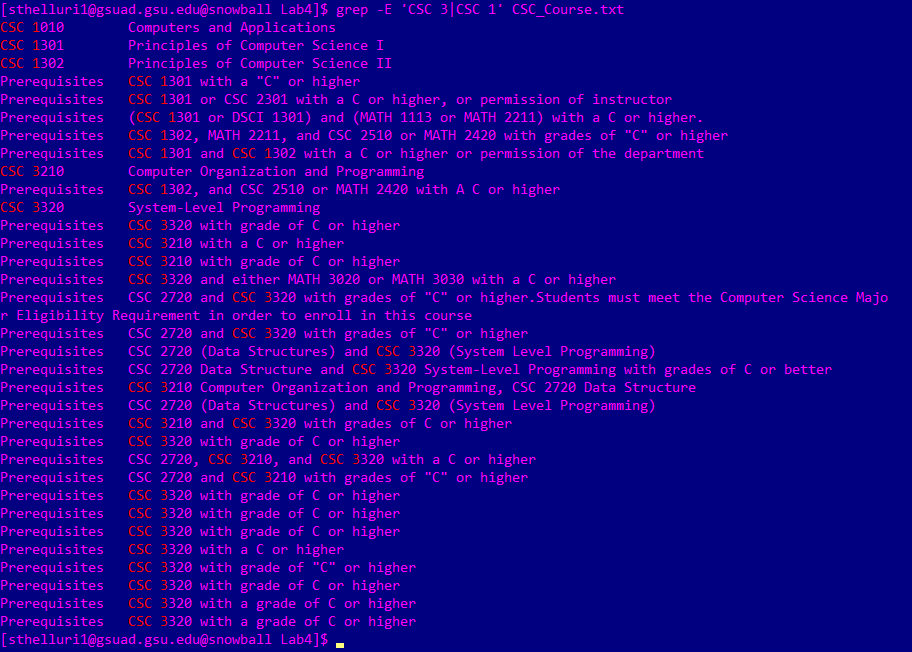 [sthelluri1@gsuad.gsu.edu@snowball Lab4]$ grep -E 'CSC 3|CSC 1' CSC_Course.txt
CSC 1010        Computers and Applications
CSC 1301        Principles of Computer Science I
CSC 1302        Principles of Computer Science II
Prerequisites   CSC 1301 with a "C" or higher
Prerequisites   CSC 1301 or CSC 2301 with a C or higher, or permission of instructor
Prerequisites   (CSC 1301 or DSCI 1301) and (MATH 1113 or MATH 2211) with a C or higher.
Prerequisites   CSC 1302, MATH 2211, and CSC 2510 or MATH 2420 with grades of "C" or higher
Prerequisites   CSC 1301 and CSC 1302 with a C or higher or permission of the department
CSC 3210        Computer Organization and Programming
Prerequisites   CSC 1302, and CSC 2510 or MATH 2420 with A C or higher
CSC 3320        System-Level Programming
Prerequisites   CSC 3320 with grade of C or higher
Prerequisites   CSC 3210 with a C or higher
Prerequisites   CSC 3210 with grade of C or higher
Prerequisites   CSC 3320 and either MATH 3020 or MATH 3030 with a C or higher
Prerequisites   CSC 2720 and CSC 3320 with grades of "C" or higher.Students must meet the Computer Science Majo
r Eligibility Requirement in order to enroll in this course
Prerequisites   CSC 2720 and CSC 3320 with grades of "C" or higher
Prerequisites   CSC 2720 (Data Structures) and CSC 3320 (System Level Programming)
Prerequisites   CSC 2720 Data Structure and CSC 3320 System-Level Programming with grades of C or better
Prerequisites   CSC 3210 Computer Organization and Programming, CSC 2720 Data Structure
Prerequisites   CSC 2720 (Data Structures) and CSC 3320 (System Level Programming)
Prerequisites   CSC 3210 and CSC 3320 with grades of C or higher
Prerequisites   CSC 3320 with grade of C or higher
Prerequisites   CSC 2720, CSC 3210, and CSC 3320 with a C or higher
Prerequisites   CSC 2720 and CSC 3210 with grades of "C" or higher
Prerequisites   CSC 3320 with grade of C or higher
Prerequisites   CSC 3320 with grade of C or higher
Prerequisites   CSC 3320 with grade of C or higher
Prerequisites   CSC 3320 with a C or higher
Prerequisites   CSC 3320 with grade of "C" or higher
Prerequisites   CSC 3320 with grade of C or higher
Prerequisites   CSC 3320 with a grade of C or higher
Prerequisites   CSC 3320 with a grade of C or higher
[sthelluri1@gsuad.gsu.edu@snowball Lab4]$